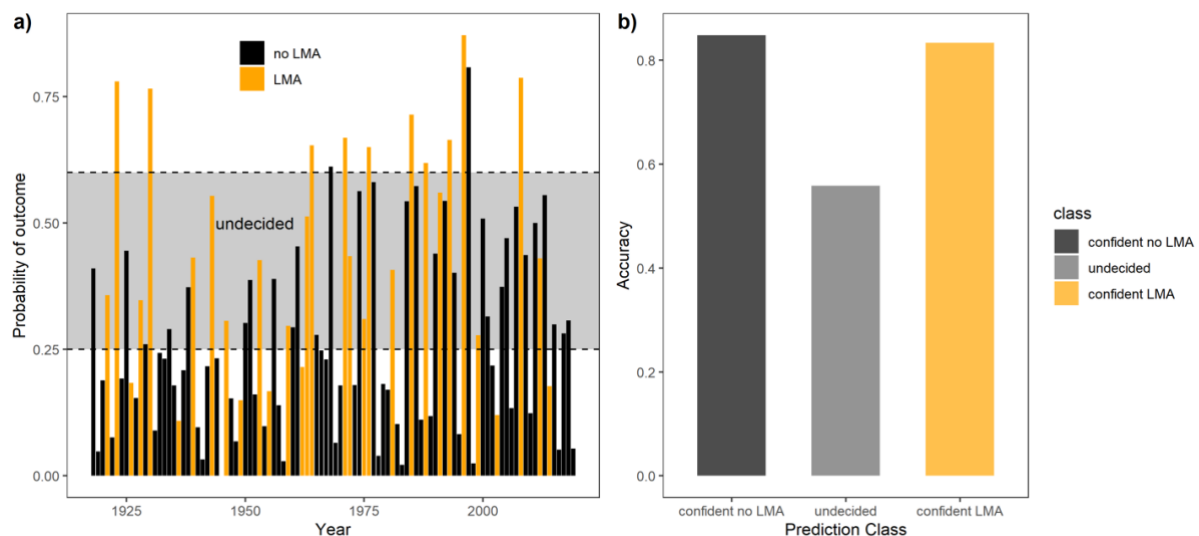 a)
no LMA
LMA
undecided
Probability of outcome
0.75
0.50
0.25
0.00
1925
1950
1975
2000
Year
b)
Accuracy
0.8
0.6
0.4
0.2
0.0
confident no LMA
undecided
confident LMA
Prediction Class
class
confident no LMA
undecided
confident LMA